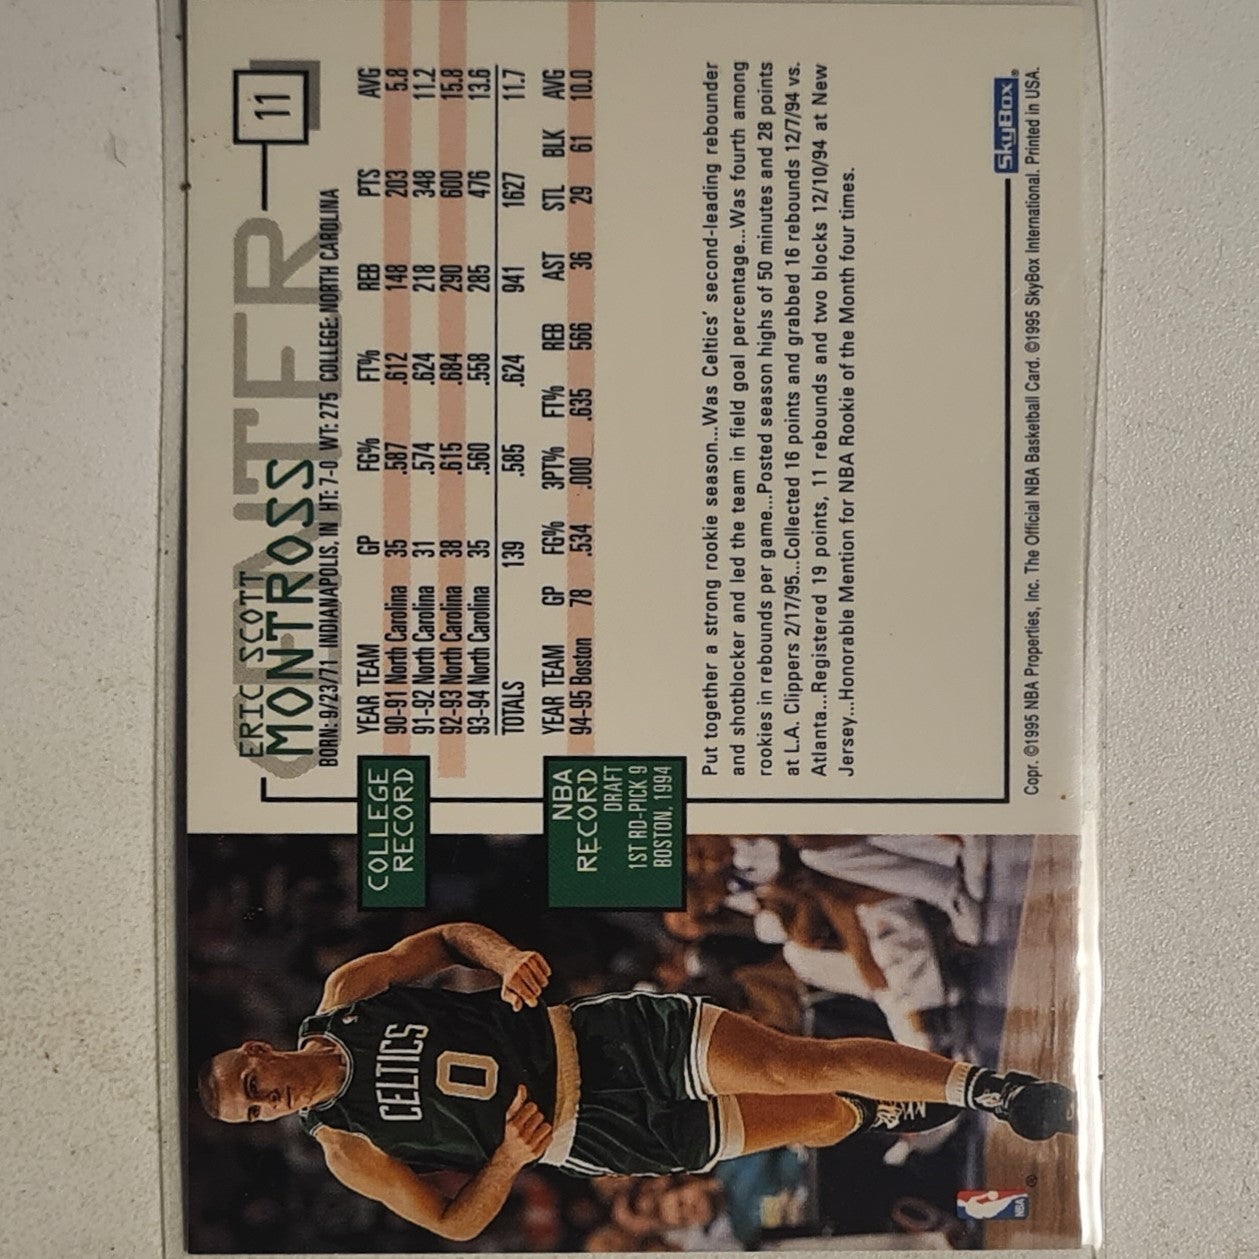 CENTER
11
ERIC SCOTT
MONTROSS
BORN: 9/23/71 INDIANAPOLIS, IN HT: 7-0 WT: 275 COLLEGE: NORTH CAROLINA
COLLEGE
RECORD
YEAR TEAM GP FG% FT% REB PTS AVG
90-91 North Carolina 35 .587 .612 148 203 5.8
91-92 North Carolina 31 .574 .624 218 348 11.2
92-93 North Carolina 38 .615 .684 290 600 15.8
93-94 North Carolina 35 .560 .558 285 476 13.6
TOTALS 139 .585 .624 941 1627 11.7
NBA
RECORD
DRAFT
1ST RD-PICK 9
BOSTON, 1994
YEAR TEAM GP FG% 3PT% FT% REB AST STL BLK AVG
94-95 Boston 78 .534 .000 .635 566 36 29 61 10.0
Put together a strong rookie season...Was Celtics' second-leading rebounder
and shotblocker and led the team in field goal percentage...Was fourth among
rookies in rebounds per game...Posted season highs of 50 minutes and 28 points
at L.A. Clippers 2/17/95...Collected 16 points and grabbed 16 rebounds 12/7/94 vs.
Atlanta...Registered 19 points, 11 rebounds and two blocks 12/10/94 at New
Jersey...Honorable Mention for NBA Rookie of the Month four times.
SkyBox®
Copr. ©1995 NBA Properties, Inc. The Official NBA Basketball Card. ©1995 SkyBox International. Printed in USA.
CELTICS
0
NBA
®